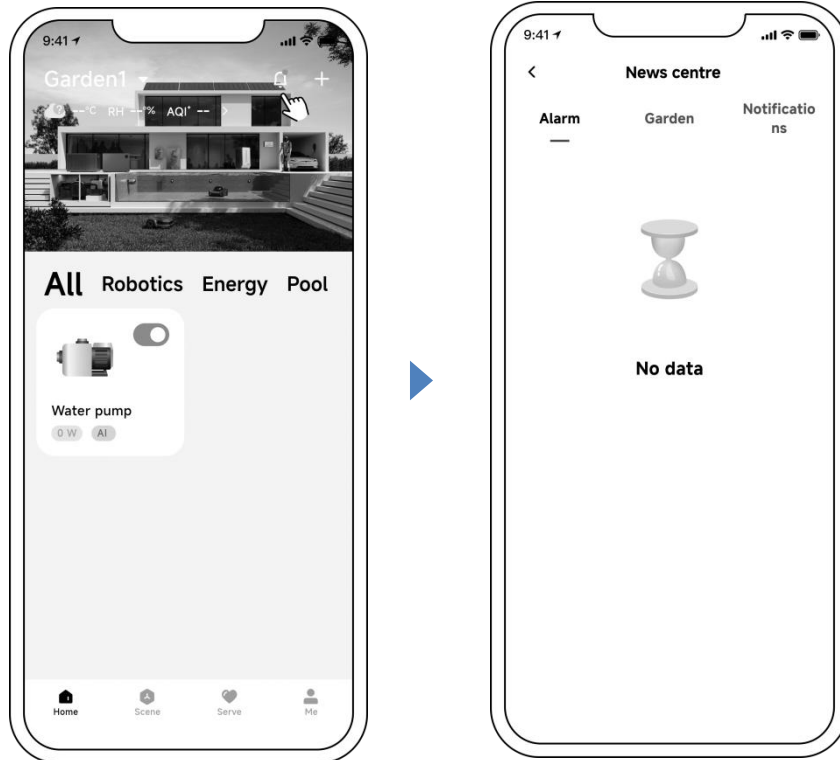 9:41
Garden1
--°C RH --% AQI* --
All Robotics Energy Pool
Water pump
0 W AI
Home Scene Serve Me
9:41
News centre
Alarm Garden Notificatio
ns
No data